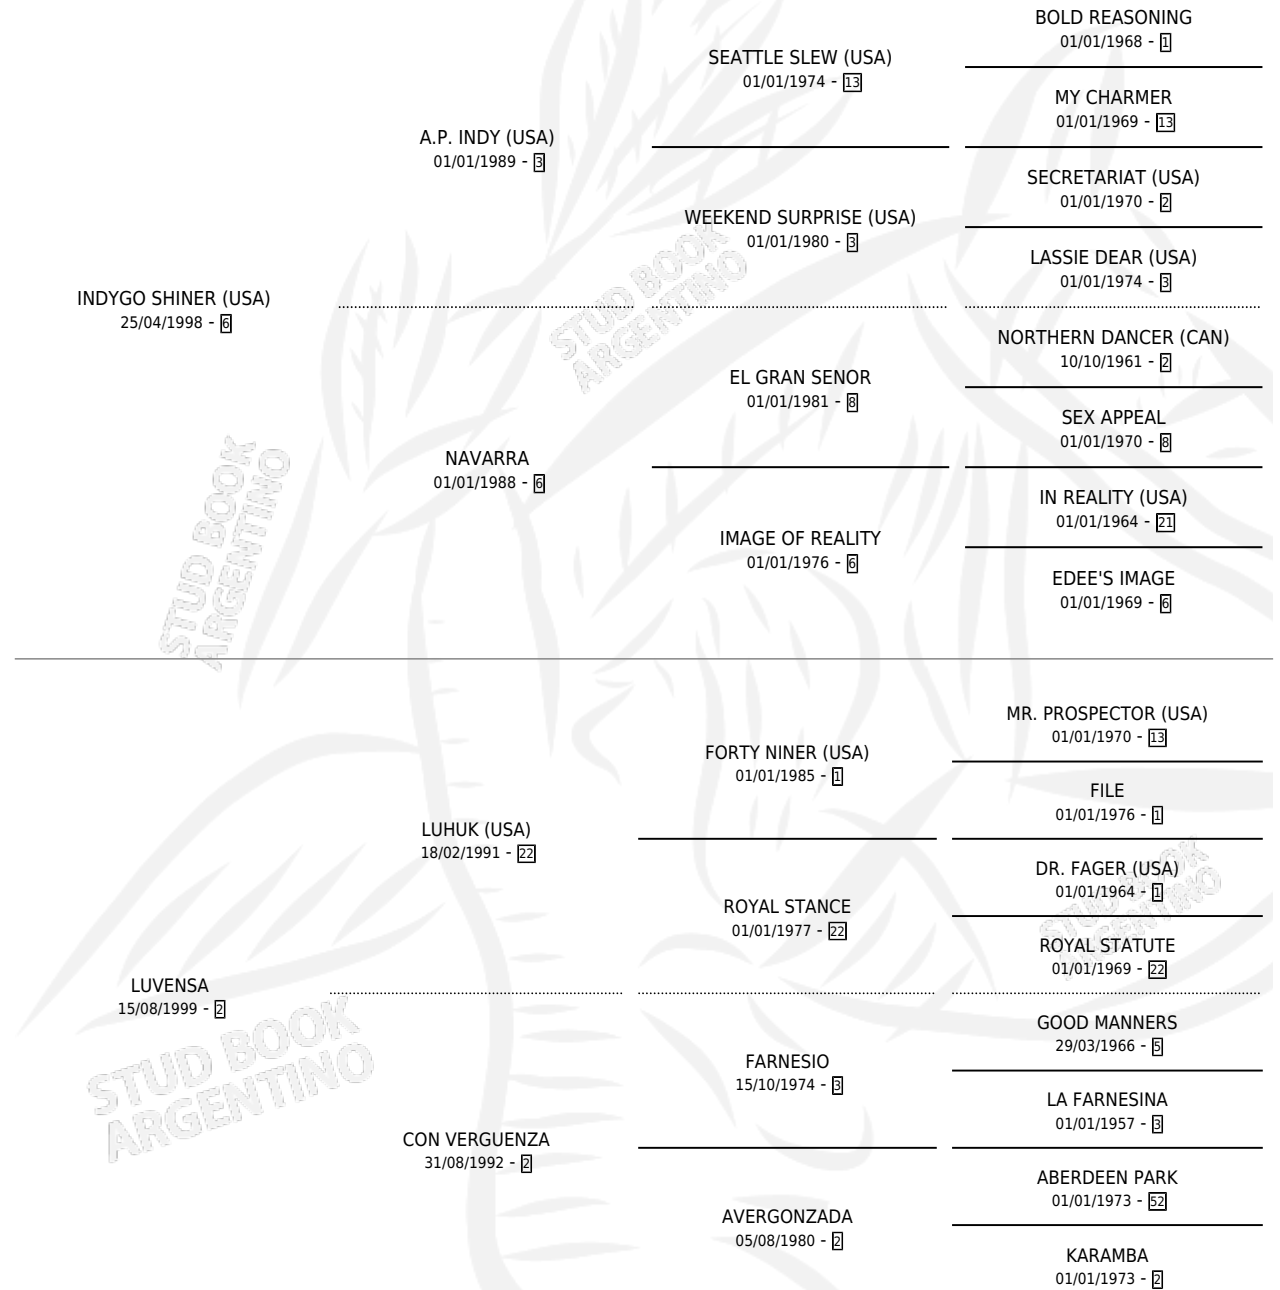 BOLD REASONING
01/01/1968 - 1
SEATTLE SLEW (USA)
01/01/1974 - 13
MY CHARMER
01/01/1969 - 13
A.P. INDY (USA)
01/01/1989 - 3
SECRETARIAT (USA)
01/01/1970 - 2
WEEKEND SURPRISE (USA)
01/01/1980 - 3
LASSIE DEAR (USA)
01/01/1974 - 3
INDYGO SHINER (USA)
25/04/1998 - 6
NORTHERN DANCER (CAN)
10/10/1961 - 2
EL GRAN SENOR
01/01/1981 - 8
SEX APPEAL
01/01/1970 - 8
NAVARRA
01/01/1988 - 6
IN REALITY (USA)
01/01/1964 - 21
IMAGE OF REALITY
01/01/1976 - 6
EDEE'S IMAGE
01/01/1969 - 6
MR. PROSPECTOR (USA)
01/01/1970 - 13
FORTY NINER (USA)
01/01/1985 - 1
FILE
01/01/1976 - 1
LUHUK (USA)
18/02/1991 - 22
DR. FAGER (USA)
01/01/1964 - 1
ROYAL STANCE
01/01/1977 - 22
ROYAL STATUTE
01/01/1969 - 22
LUVENSA
15/08/1999 - 2
GOOD MANNERS
29/03/1966 - 5
FARNESIO
15/10/1974 - 3
LA FARNESINA
01/01/1957 - 3
CON VERGUENZA
31/08/1992 - 2
ABERDEEN PARK
01/01/1973 - 52
AVERGONZADA
05/08/1980 - 2
KARAMBA
01/01/1973 - 2
STUD BOOK
ARGENTINO
STUD BOOK
ARGENTINO
STUD BOOK
ARGENTINO
STUD BOOK
ARGENTINO